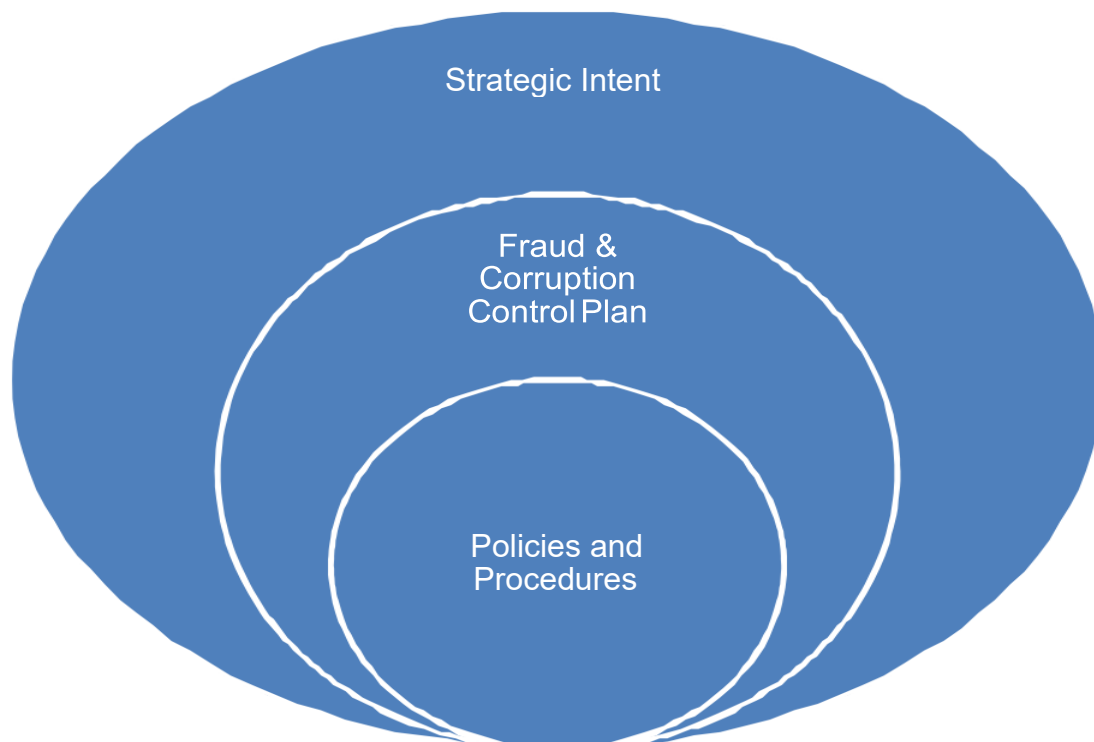 Strategic Intent
Fraud &
Corruption
Control Plan
Policies and
Procedures